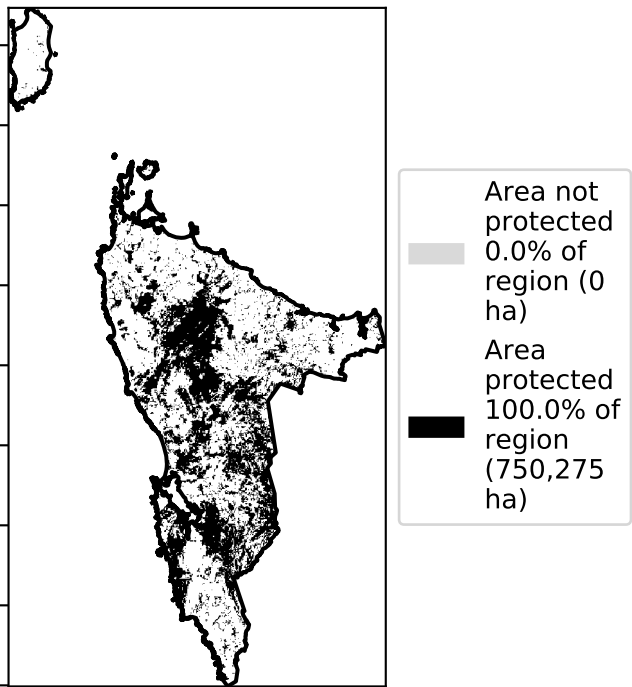 Area not
protected
0.0% of
region (0
ha)
Area
protected
100.0% of
region
(750,275
ha)